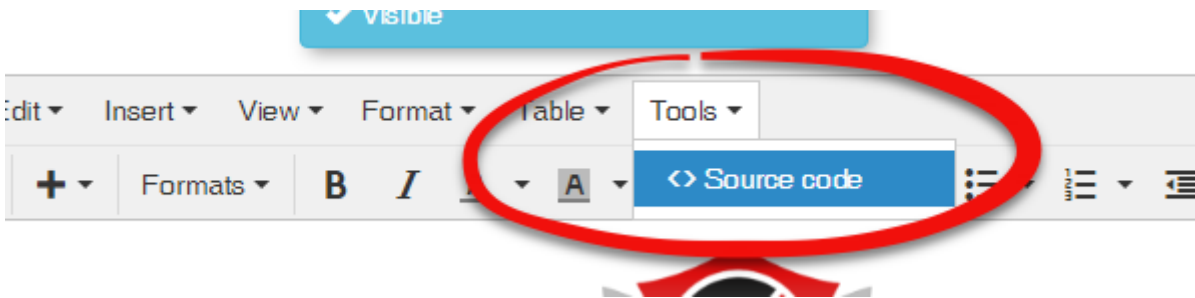 Visible
Edit Insert View Format Table Tools
Formats B I A A <> Source code